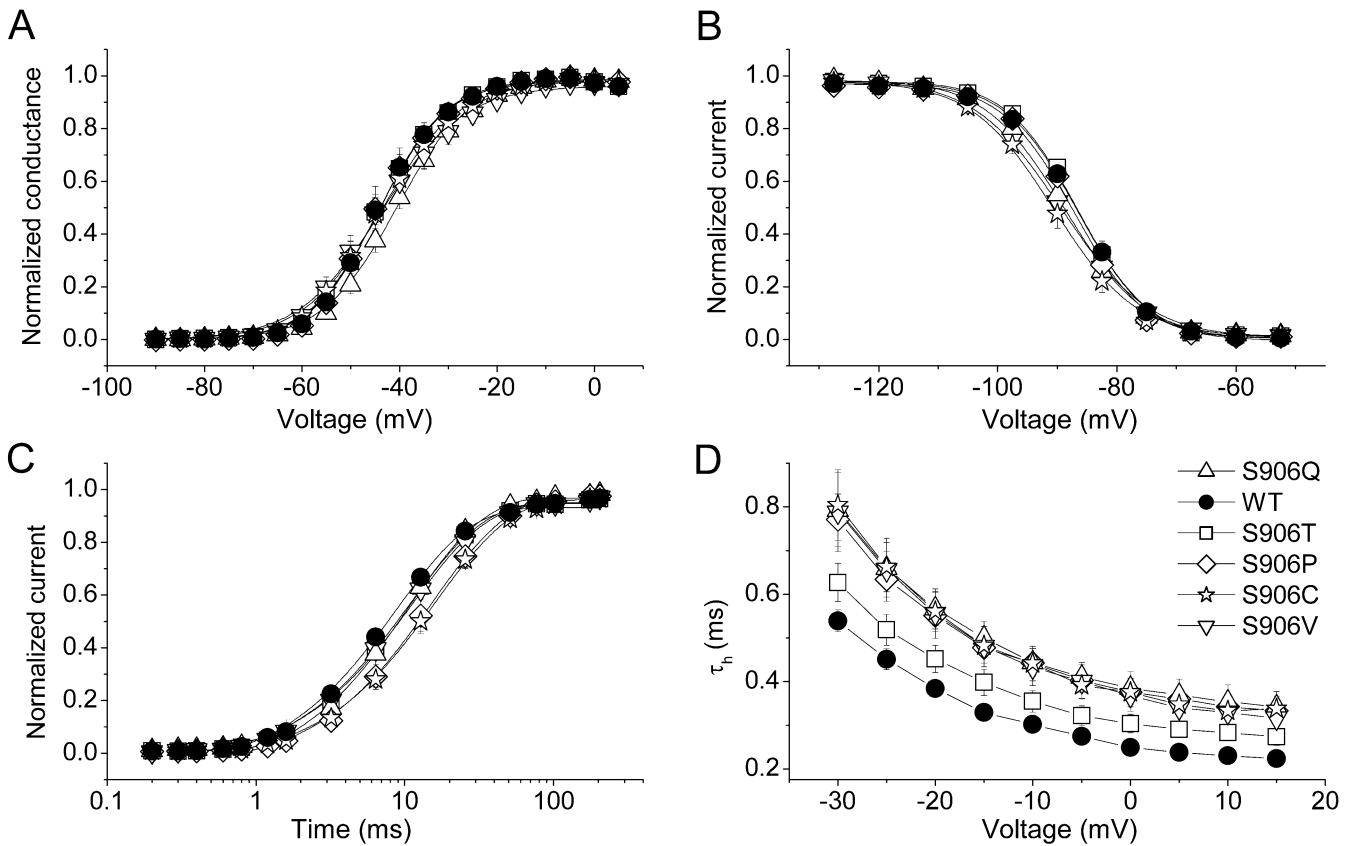 A
Normalized conductance
1.0
0.8
0.6
0.4
0.2
0.0
-100 -80 -60 -40 -20 0
Voltage (mV)
B
Normalized current
1.0
0.8
0.6
0.4
0.2
0.0
-120 -100 -80 -60
Voltage (mV)
C
Normalized current
1.0
0.8
0.6
0.4
0.2
0.0
0.1 1 10 100
Time (ms)
D
τh (ms)
0.8
0.6
0.4
0.2
-30 -20 -10 0 10 20
Voltage (mV)
S906Q
WT
S906T
S906P
S906C
S906V